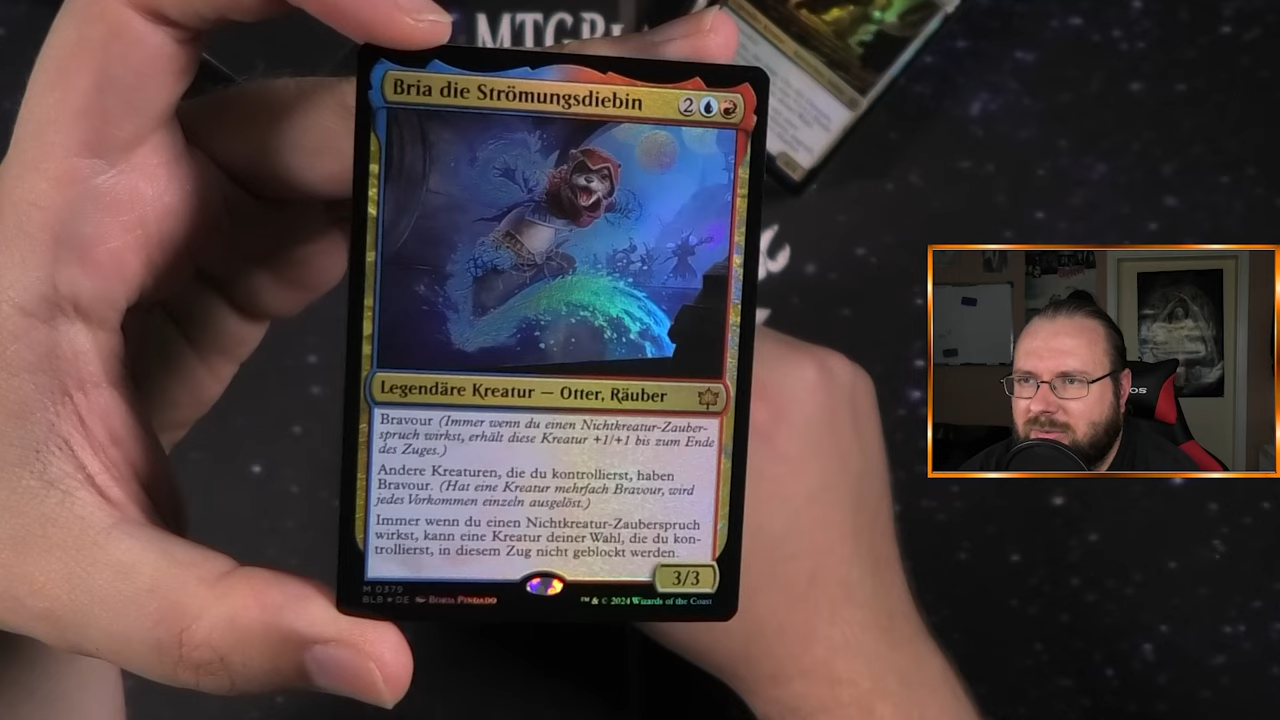 MTGBL
Bria die Strömungsdiebin
2
Legendäre Kreatur — Otter, Räuber
Bravour (Immer wenn du einen Nichtkreatur-Zauber-
spruch wirkst, erhält diese Kreatur +1/+1 bis zum Ende
des Zuges.)
Andere Kreaturen, die du kontrollierst, haben
Bravour. (Hat eine Kreatur mehrfach Bravour, wird
jedes Vorkommen einzeln ausgelöst.)
Immer wenn du einen Nichtkreatur-Zauberspruch
wirkst, kann eine Kreatur deiner Wahl, die du kon-
trollierst, in diesem Zug nicht geblockt werden.
3/3
M 0379
BLB ★ DE Borja Pindado
™ & © 2024 Wizards of the Coast